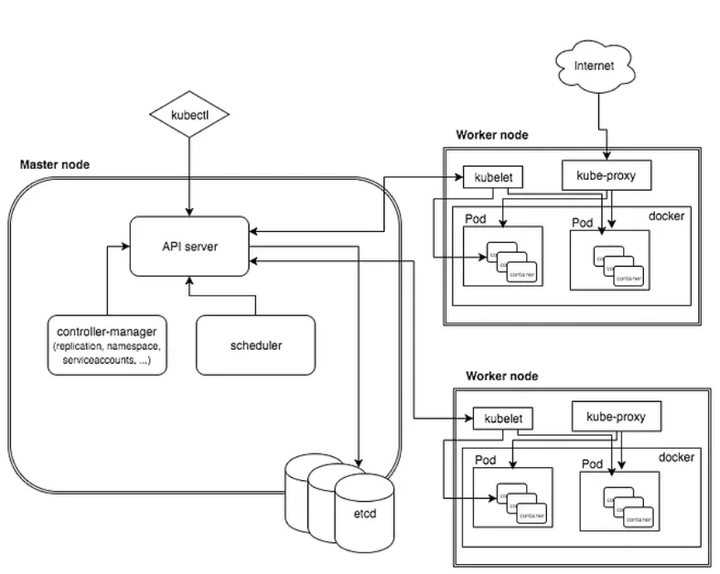 Internet
kubectl
Worker node
Master node
kubelet
kube-proxy
Pod
Pod
docker
API server
container
container
controller-manager
(replication, namespace,
serviceaccounts, ...)
scheduler
Worker node
kubelet
kube-proxy
Pod
Pod
docker
etcd
container
container